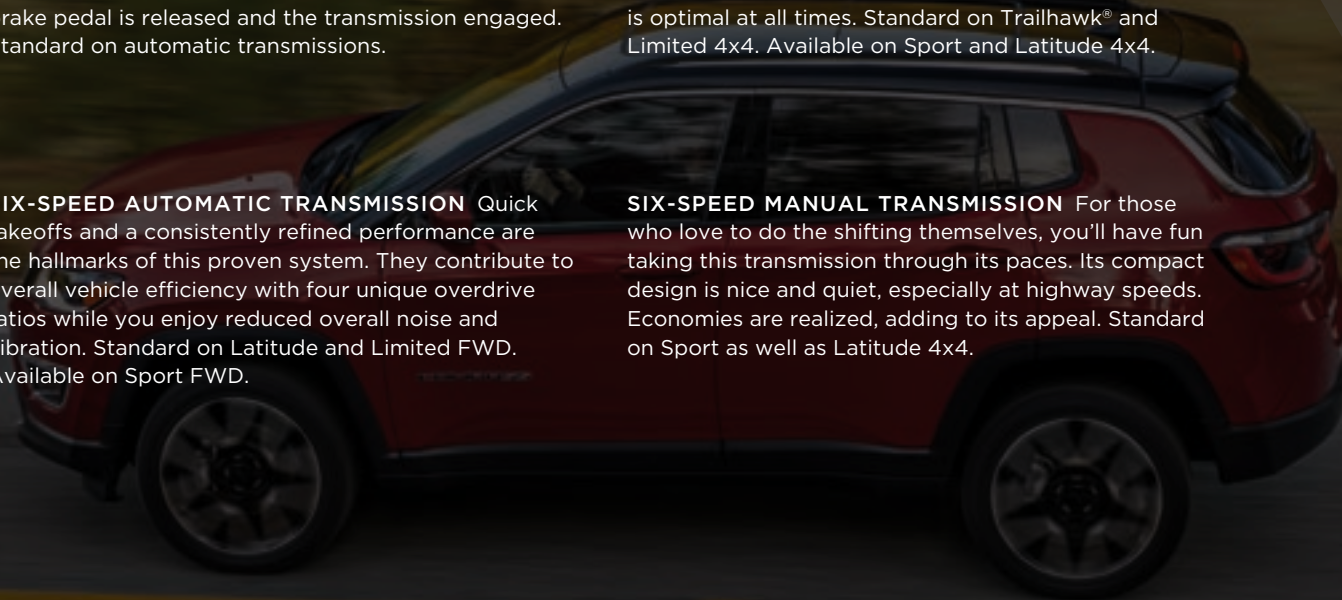 rake pedal is released and the transmission engaged.
tandard on automatic transmissions.
is optimal at all times. Standard on Trailhawk® and
Limited 4x4. Available on Sport and Latitude 4x4.
IX-SPEED AUTOMATIC TRANSMISSION Quick
akeoffs and a consistently refined performance are
he hallmarks of this proven system. They contribute to
verall vehicle efficiency with four unique overdrive
atios while you enjoy reduced overall noise and
ibration. Standard on Latitude and Limited FWD.
Available on Sport FWD.
SIX-SPEED MANUAL TRANSMISSION For those
who love to do the shifting themselves, you’ll have fun
taking this transmission through its paces. Its compact
design is nice and quiet, especially at highway speeds.
Economies are realized, adding to its appeal. Standard
on Sport as well as Latitude 4x4.